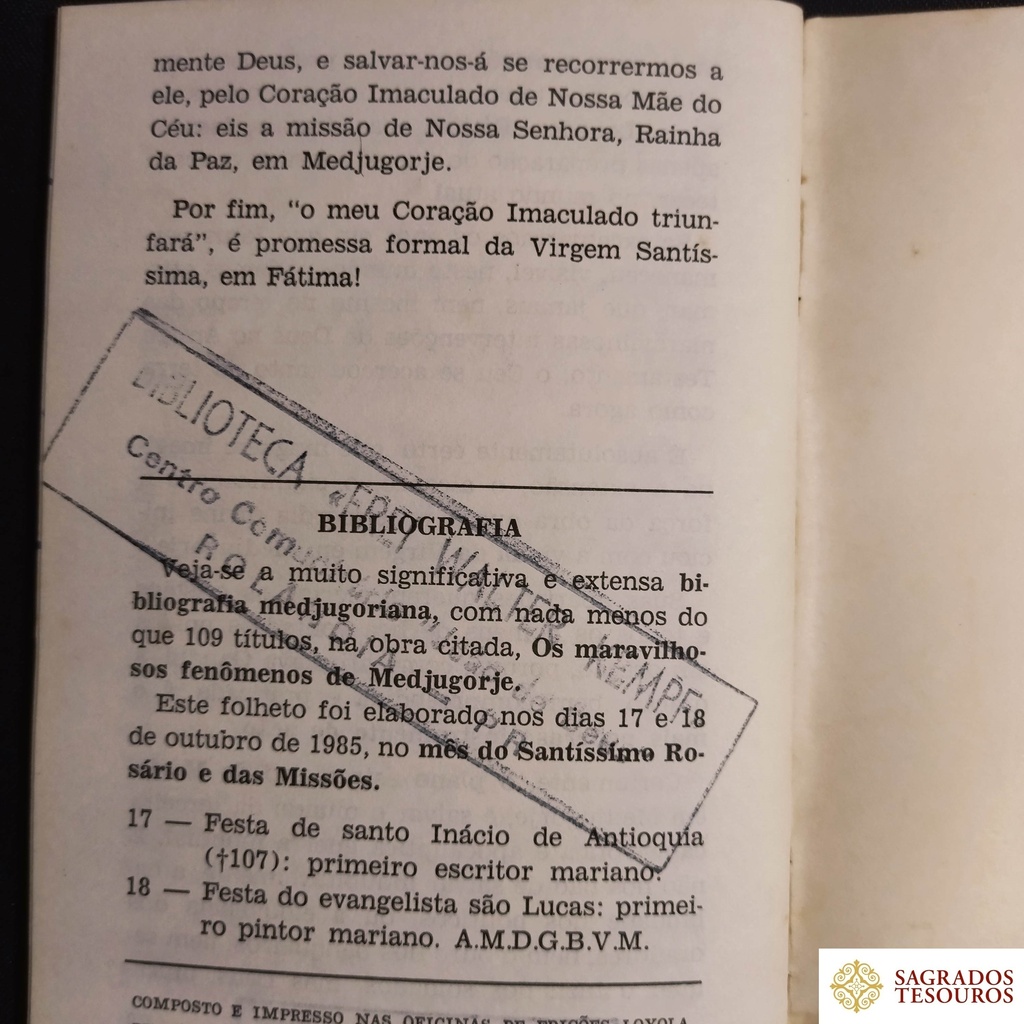 mente Deus, e salvar-nos-á se recorrermos a
ele, pelo Coração Imaculado de Nossa Mãe do
Céu: eis a missão de Nossa Senhora, Rainha
da Paz, em Medjugorje.
Por fim, “o meu Coração Imaculado triun-
fará”, é promessa formal da Virgem Santís-
sima, em Fátima!
BIBLIOTECA «FREI WALTER KEMPF
Centro
ROLANDIA - PR
BIBLIOGRAFIA
Veja-se a muito significativa e extensa bi-
bliografia medjugoriana, com nada menos do
que 109 títulos, na obra citada, Os maravilho-
sos fenômenos de Medjugorje.
Este folheto foi elaborado nos dias 17 e 18
de outubro de 1985, no mês do Santíssimo Ro-
sário e das Missões.
17 — Festa de santo Inácio de Antioquia
(†107): primeiro escritor mariano.
18 — Festa do evangelista são Lucas: primei-
ro pintor mariano. A.M.D.G.B.V.M.
COMPOSTO E IMPRESSO NAS OFICINAS DE EDIÇÕES LOYOLA
SAGRADOS
TESOUROS